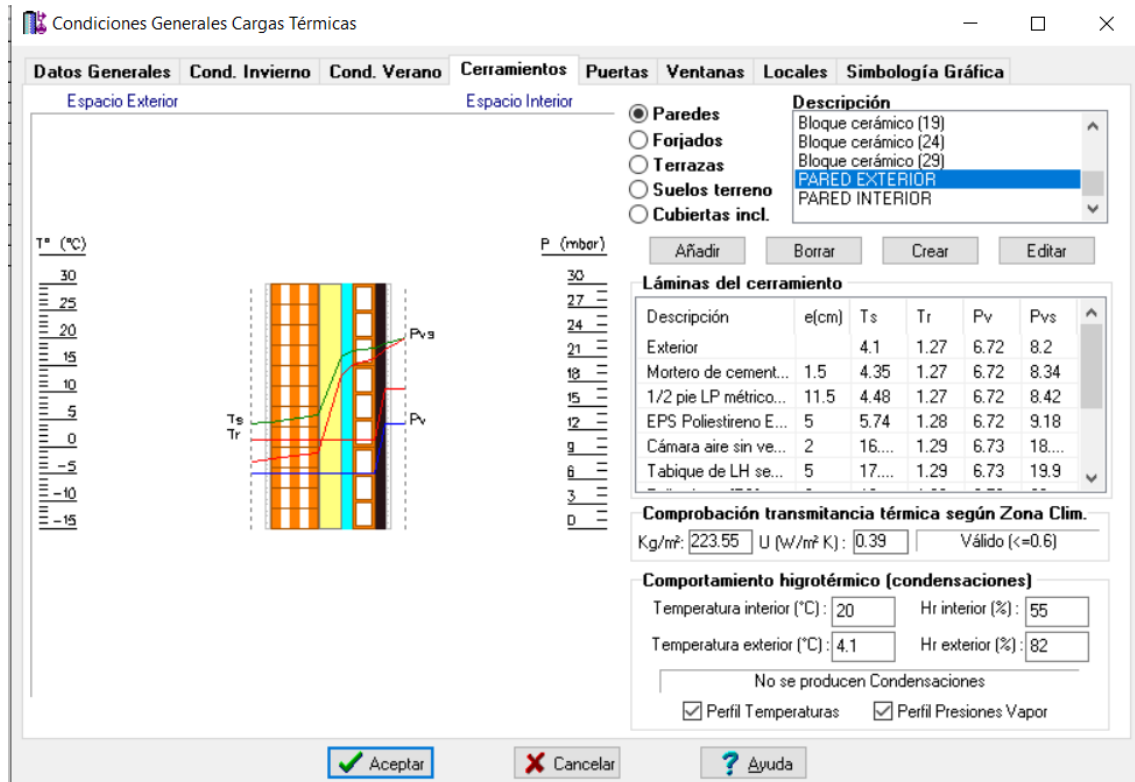 Condiciones Generales Cargas Térmicas
Datos Generales Cond. Invierno Cond. Verano Cerramientos Puertas Ventanas Locales Simbología Gráfica
Espacio Exterior Espacio Interior
Paredes
Forjados
Terrazas
Suelos terreno
Cubiertas incl.
Descripción
Bloque cerámico (19)
Bloque cerámico (24)
Bloque cerámico (29)
PARED EXTERIOR
PARED INTERIOR
Añadir Borrar Crear Editar
Tª (ºC)
30
25
20
15
10
5
0
-5
-10
-15
Ts
Tr
Pvs
Pv
P (mbar)
30
27
24
21
18
15
12
9
6
3
0
Láminas del cerramiento
Descripción e(cm) Ts Tr Pv Pvs
Exterior 4.1 1.27 6.72 8.2
Mortero de cement... 1.5 4.35 1.27 6.72 8.34
1/2 pie LP métrico... 11.5 4.48 1.27 6.72 8.42
EPS Poliestireno E... 5 5.74 1.28 6.72 9.18
Cámara aire sin ve... 2 16.... 1.29 6.73 18....
Tabique de LH se... 5 17.... 1.29 6.73 19.9
Comprobación transmitancia térmica según Zona Clim.
Kg/m²: 223.55 U (W/m² K) : 0.39 Válido (<=0.6)
Comportamiento higrotérmico (condensaciones)
Temperatura interior (°C) : 20 Hr interior (%) : 55
Temperatura exterior (°C) : 4.1 Hr exterior (%) : 82
No se producen Condensaciones
Perfil Temperaturas Perfil Presiones Vapor
Aceptar Cancelar Ayuda